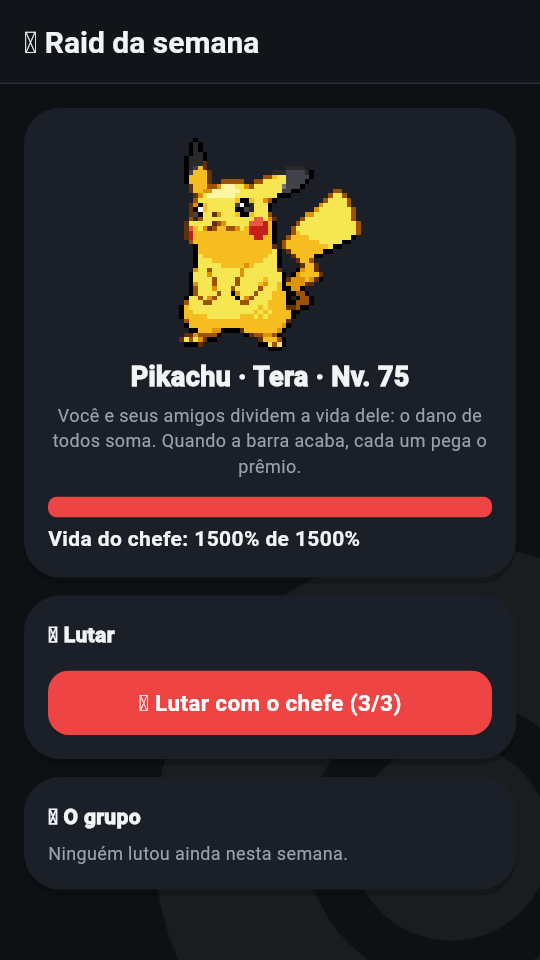 Raid da semana
Pikachu · Tera · Nv. 75
Você e seus amigos dividem a vida dele: o dano de
todos soma. Quando a barra acaba, cada um pega o
prêmio.
Vida do chefe: 1500% de 1500%
Lutar
Lutar com o chefe (3/3)
O grupo
Ninguém lutou ainda nesta semana.